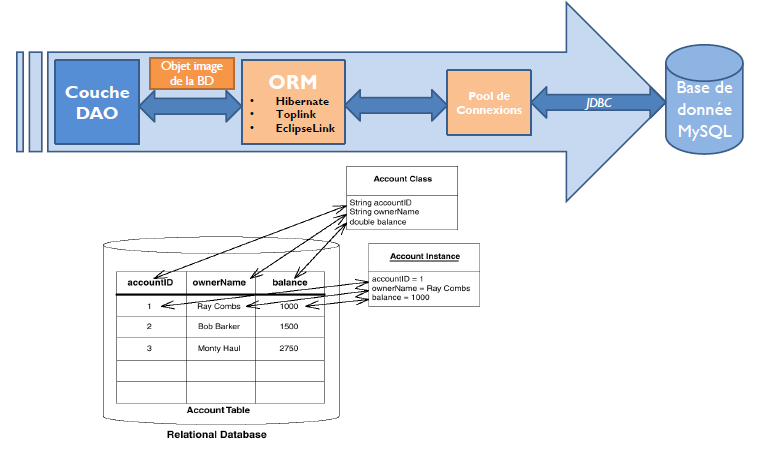 Objet image
de la BD
Couche
DAO
ORM
• Hibernate
• Toplink
• EclipseLink
Pool de
Connexions
JDBC
Base de
donnée
MySQL
Account Class
String accountID
String ownerName
double balance
Account Instance
accountID = 1
ownerName = Ray Combs
balance = 1000
accountID ownerName balance
1 Ray Combs 1000
2 Bob Barker 1500
3 Monty Haul 2750
Account Table
Relational Database